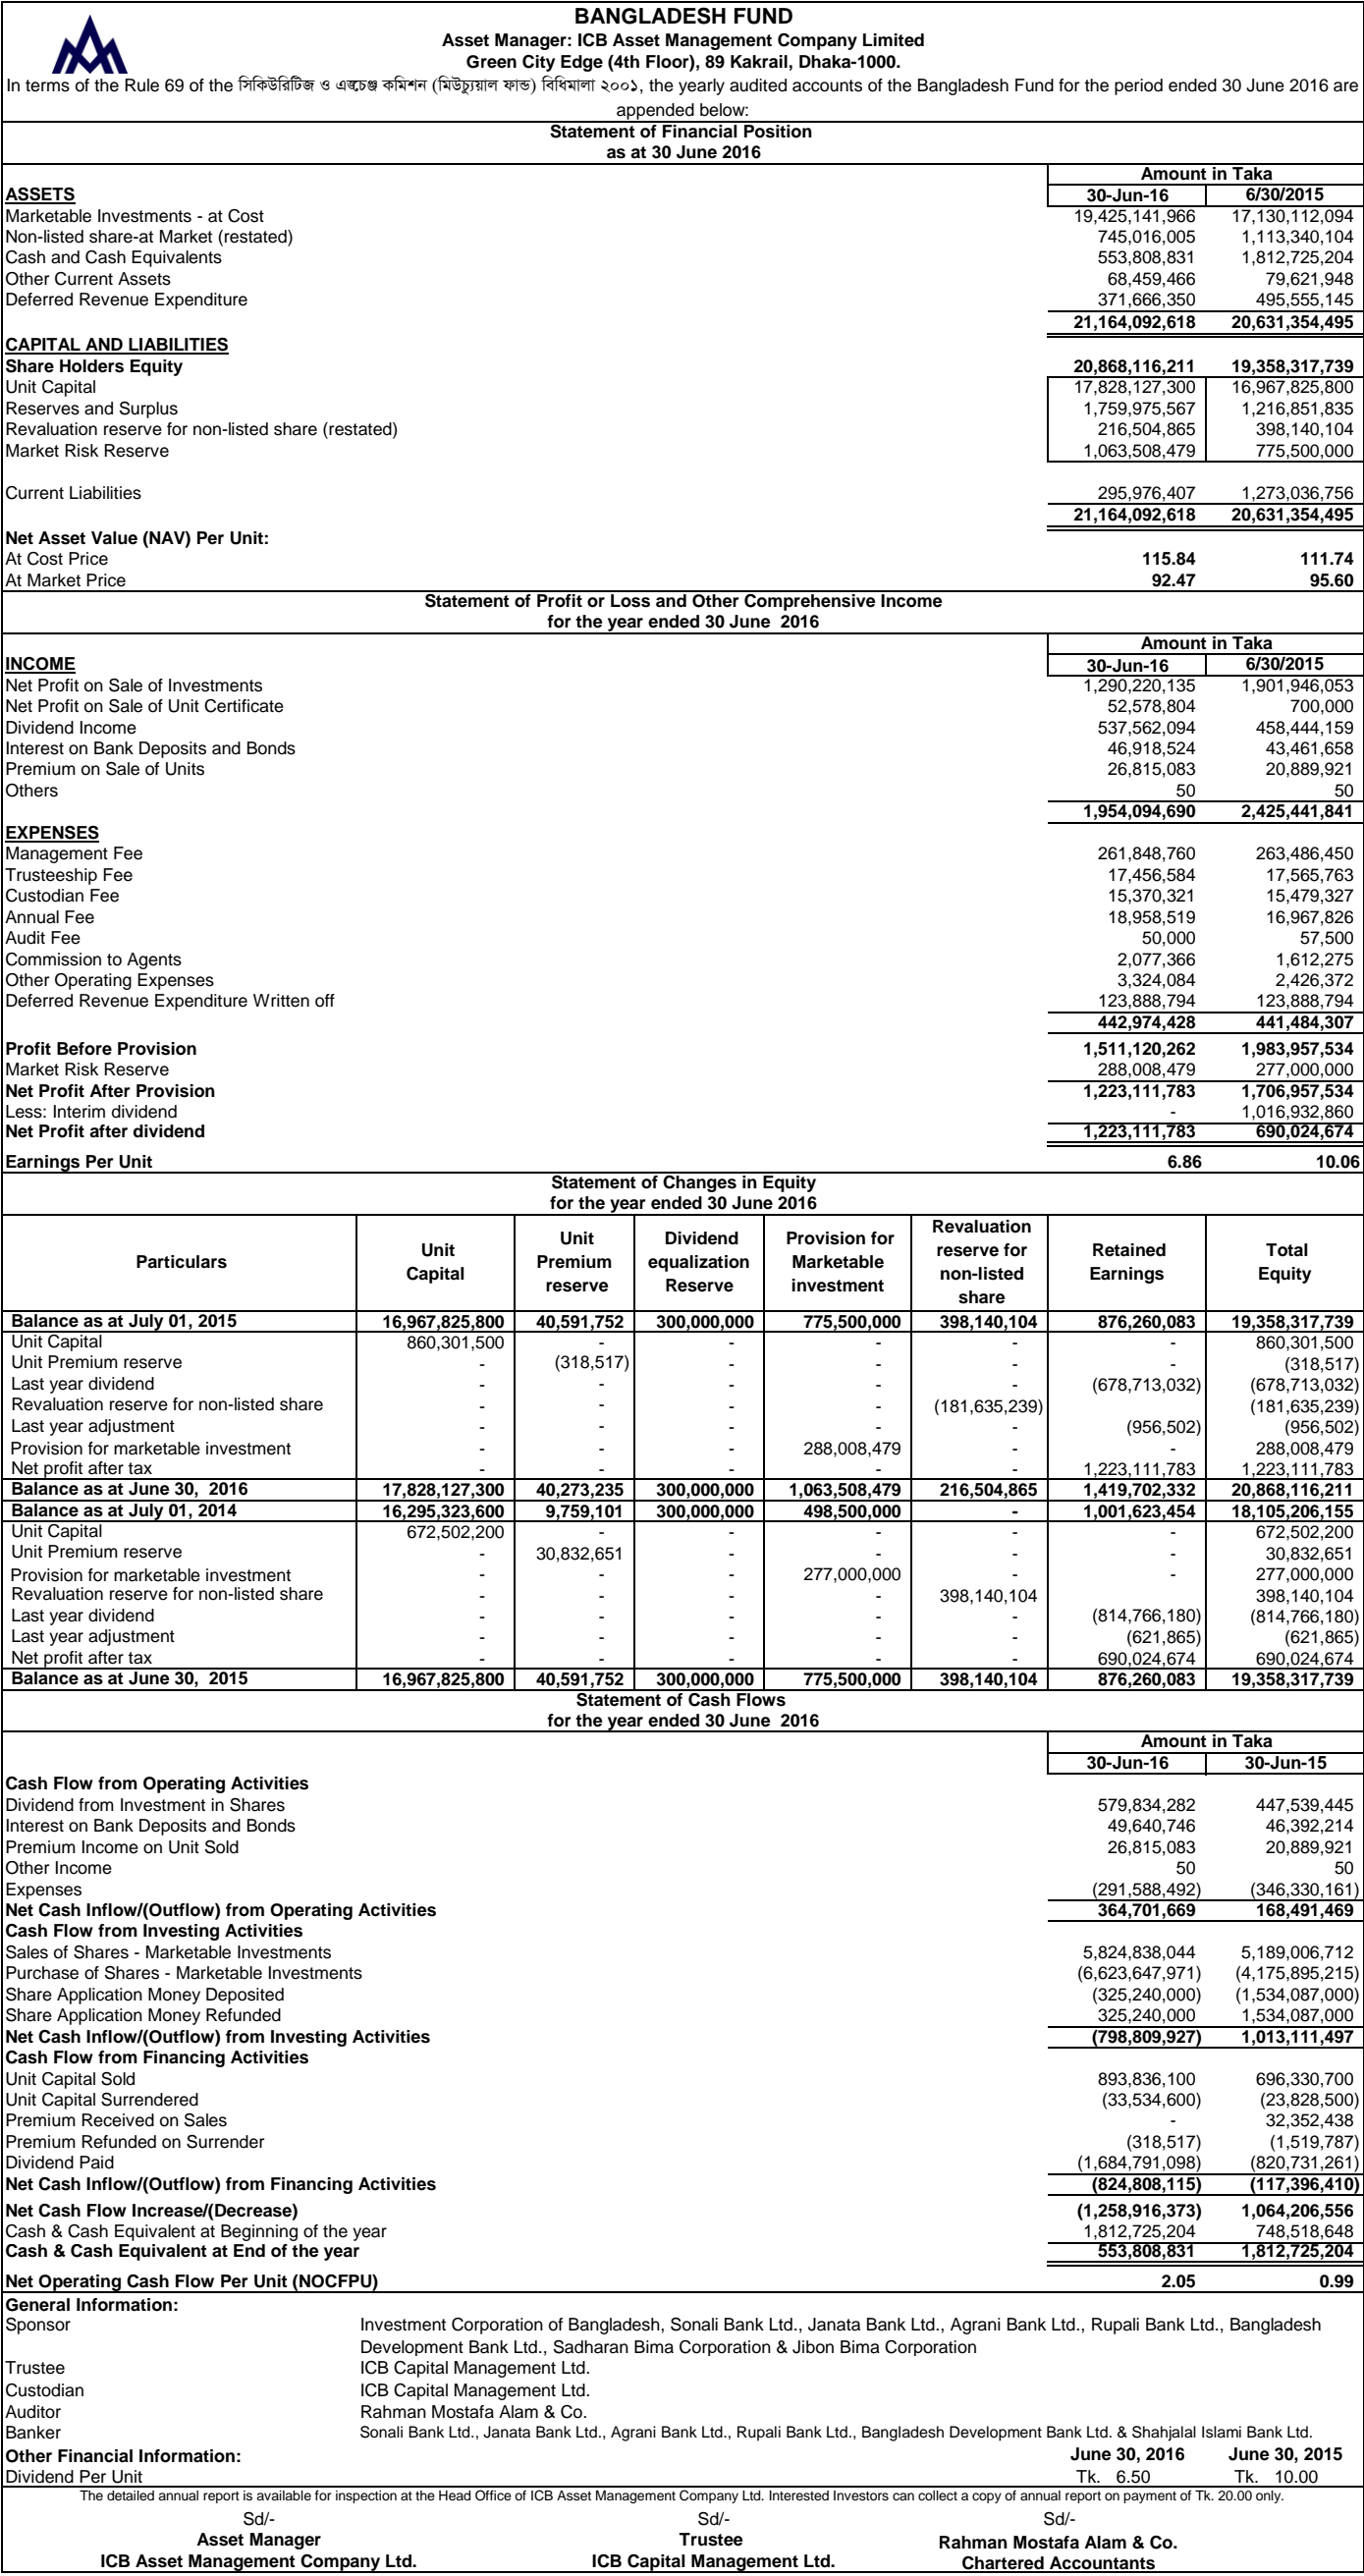 BANGLADESH FUND
Asset Manager: ICB Asset Management Company Limited
Green City Edge (4th Floor), 89 Kakrail, Dhaka-1000.
In terms of the Rule 69 of the সিকিউরিটিজ ও এক্সচেঞ্জ কমিশন (মিউচ্যুয়াল ফান্ড) বিধিমালা ২০০১, the yearly audited accounts of the Bangladesh Fund for the period ended 30 June 2016 are
appended below:
Statement of Financial Position
as at 30 June 2016
Amount in Taka
ASSETS 30-Jun-16 6/30/2015
Marketable Investments - at Cost 19,425,141,966 17,130,112,094
Non-listed share-at Market (restated) 745,016,005 1,113,340,104
Cash and Cash Equivalents 553,808,831 1,812,725,204
Other Current Assets 68,459,466 79,621,948
Deferred Revenue Expenditure 371,666,350 495,555,145
21,164,092,618 20,631,354,495
CAPITAL AND LIABILITIES
Share Holders Equity 20,868,116,211 19,358,317,739
Unit Capital 17,828,127,300 16,967,825,800
Reserves and Surplus 1,759,975,567 1,216,851,835
Revaluation reserve for non-listed share (restated) 216,504,865 398,140,104
Market Risk Reserve 1,063,508,479 775,500,000
Current Liabilities 295,976,407 1,273,036,756
21,164,092,618 20,631,354,495
Net Asset Value (NAV) Per Unit:
At Cost Price 115.84 111.74
At Market Price 92.47 95.60
Statement of Profit or Loss and Other Comprehensive Income
for the year ended 30 June 2016
Amount in Taka
INCOME 30-Jun-16 6/30/2015
Net Profit on Sale of Investments 1,290,220,135 1,901,946,053
Net Profit on Sale of Unit Certificate 52,578,804 700,000
Dividend Income 537,562,094 458,444,159
Interest on Bank Deposits and Bonds 46,918,524 43,461,658
Premium on Sale of Units 26,815,083 20,889,921
Others 50 50
1,954,094,690 2,425,441,841
EXPENSES
Management Fee 261,848,760 263,486,450
Trusteeship Fee 17,456,584 17,565,763
Custodian Fee 15,370,321 15,479,327
Annual Fee 18,958,519 16,967,826
Audit Fee 50,000 57,500
Commission to Agents 2,077,366 1,612,275
Other Operating Expenses 3,324,084 2,426,372
Deferred Revenue Expenditure Written off 123,888,794 123,888,794
442,974,428 441,484,307
Profit Before Provision 1,511,120,262 1,983,957,534
Market Risk Reserve 288,008,479 277,000,000
Net Profit After Provision 1,223,111,783 1,706,957,534
Less: Interim dividend - 1,016,932,860
Net Profit after dividend 1,223,111,783 690,024,674
Earnings Per Unit 6.86 10.06
Statement of Changes in Equity
for the year ended 30 June 2016
Particulars Unit Capital Unit Premium reserve Dividend equalization Reserve Provision for Marketable investment Revaluation reserve for non-listed share Retained Earnings Total Equity
Balance as at July 01, 2015 16,967,825,800 40,591,752 300,000,000 775,500,000 398,140,104 876,260,083 19,358,317,739
Unit Capital 860,301,500 - - - - - 860,301,500
Unit Premium reserve - (318,517) - - - - (318,517)
Last year dividend - - - - - (678,713,032) (678,713,032)
Revaluation reserve for non-listed share - - - - (181,635,239) (181,635,239)
Last year adjustment - - - - - (956,502) (956,502)
Provision for marketable investment - - - 288,008,479 - - 288,008,479
Net profit after tax - - - - - 1,223,111,783 1,223,111,783
Balance as at June 30, 2016 17,828,127,300 40,273,235 300,000,000 1,063,508,479 216,504,865 1,419,702,332 20,868,116,211
Balance as at July 01, 2014 16,295,323,600 9,759,101 300,000,000 498,500,000 - 1,001,623,454 18,105,206,155
Unit Capital 672,502,200 - - - - - 672,502,200
Unit Premium reserve - 30,832,651 - - - - 30,832,651
Provision for marketable investment - - - 277,000,000 - - 277,000,000
Revaluation reserve for non-listed share - - - - 398,140,104 398,140,104
Last year dividend - - - - - (814,766,180) (814,766,180)
Last year adjustment - - - - - (621,865) (621,865)
Net profit after tax - - - - - 690,024,674 690,024,674
Balance as at June 30, 2015 16,967,825,800 40,591,752 300,000,000 775,500,000 398,140,104 876,260,083 19,358,317,739
Statement of Cash Flows
for the year ended 30 June 2016
Amount in Taka
30-Jun-16 30-Jun-15
Cash Flow from Operating Activities
Dividend from Investment in Shares 579,834,282 447,539,445
Interest on Bank Deposits and Bonds 49,640,746 46,392,214
Premium Income on Unit Sold 26,815,083 20,889,921
Other Income 50 50
Expenses (291,588,492) (346,330,161)
Net Cash Inflow/(Outflow) from Operating Activities 364,701,669 168,491,469
Cash Flow from Investing Activities
Sales of Shares - Marketable Investments 5,824,838,044 5,189,006,712
Purchase of Shares - Marketable Investments (6,623,647,971) (4,175,895,215)
Share Application Money Deposited (325,240,000) (1,534,087,000)
Share Application Money Refunded 325,240,000 1,534,087,000
Net Cash Inflow/(Outflow) from Investing Activities (798,809,927) 1,013,111,497
Cash Flow from Financing Activities
Unit Capital Sold 893,836,100 696,330,700
Unit Capital Surrendered (33,534,600) (23,828,500)
Premium Received on Sales - 32,352,438
Premium Refunded on Surrender (318,517) (1,519,787)
Dividend Paid (1,684,791,098) (820,731,261)
Net Cash Inflow/(Outflow) from Financing Activities (824,808,115) (117,396,410)
Net Cash Flow Increase/(Decrease) (1,258,916,373) 1,064,206,556
Cash & Cash Equivalent at Beginning of the year 1,812,725,204 748,518,648
Cash & Cash Equivalent at End of the year 553,808,831 1,812,725,204
Net Operating Cash Flow Per Unit (NOCFPU) 2.05 0.99
General Information:
Sponsor Investment Corporation of Bangladesh, Sonali Bank Ltd., Janata Bank Ltd., Agrani Bank Ltd., Rupali Bank Ltd., Bangladesh
Development Bank Ltd., Sadharan Bima Corporation & Jibon Bima Corporation
Trustee ICB Capital Management Ltd.
Custodian ICB Capital Management Ltd.
Auditor Rahman Mostafa Alam & Co.
Banker Sonali Bank Ltd., Janata Bank Ltd., Agrani Bank Ltd., Rupali Bank Ltd., Bangladesh Development Bank Ltd. & Shahjalal Islami Bank Ltd.
Other Financial Information: June 30, 2016 June 30, 2015
Dividend Per Unit Tk. 6.50 Tk. 10.00
The detailed annual report is available for inspection at the Head Office of ICB Asset Management Company Ltd. Interested Investors can collect a copy of annual report on payment of Tk. 20.00 only.
Sd/- Sd/- Sd/-
Asset Manager Trustee Rahman Mostafa Alam & Co.
ICB Asset Management Company Ltd. ICB Capital Management Ltd. Chartered Accountants